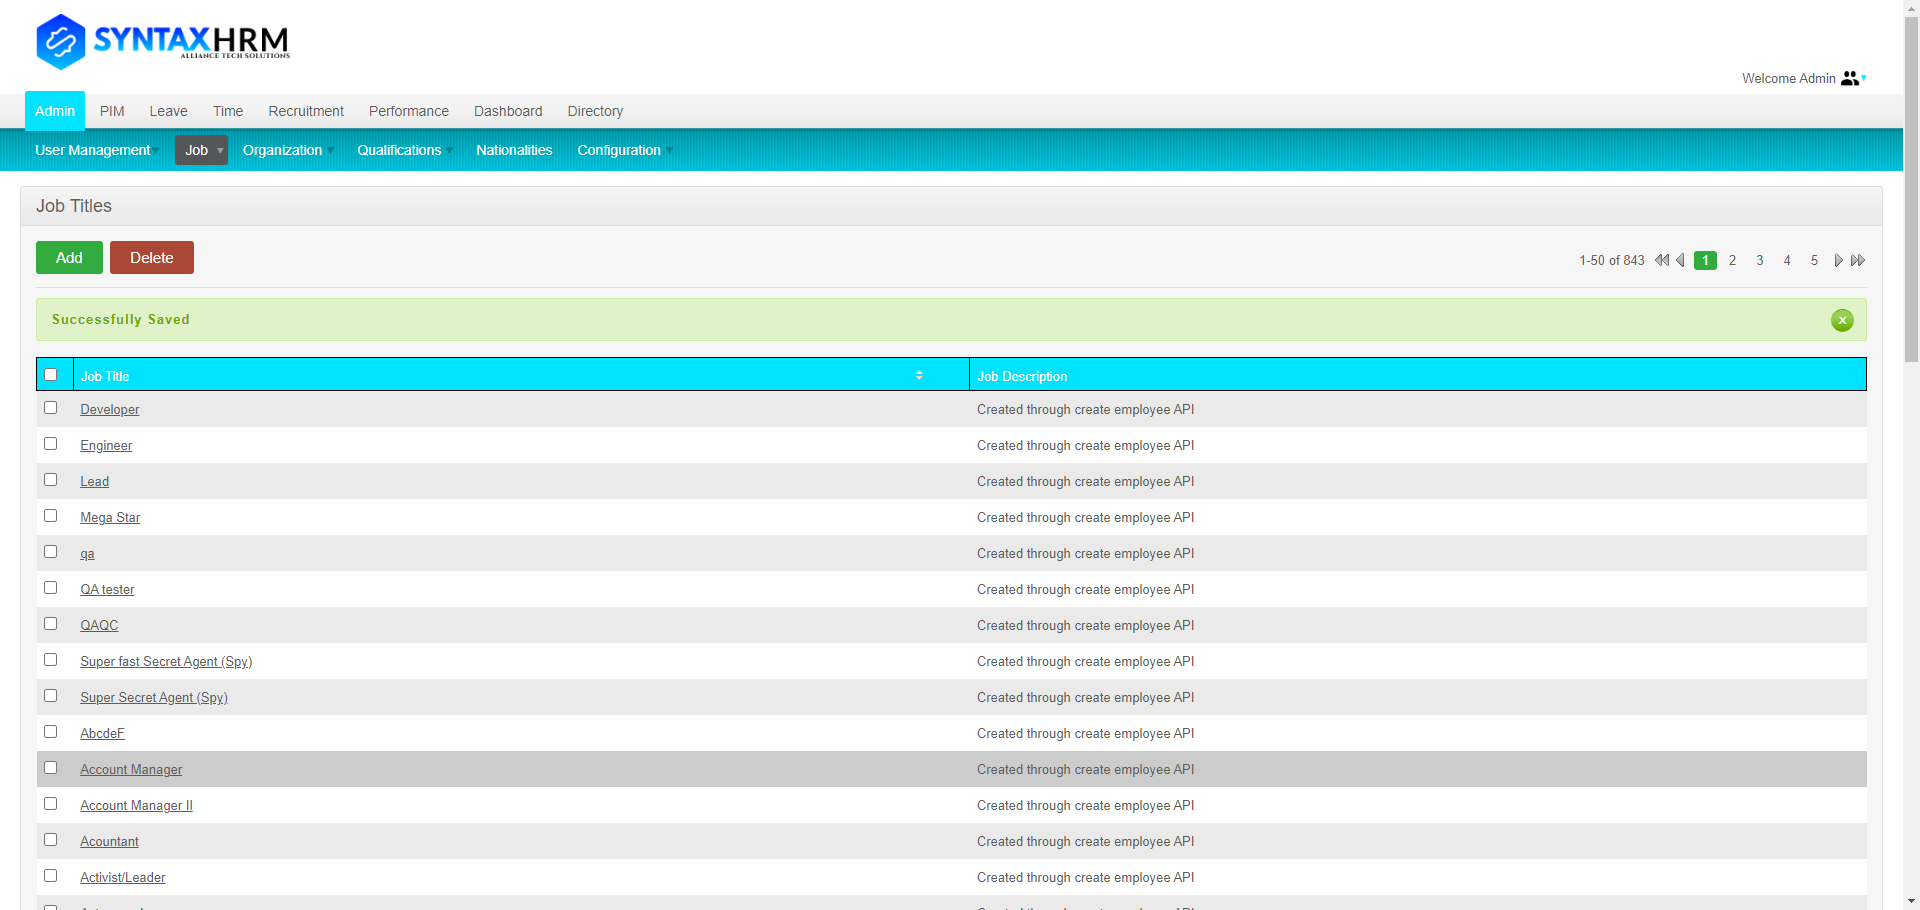 SYNTAXHRM
ALLIANCE TECH SOLUTIONS
Welcome Admin
Admin PIM Leave Time Recruitment Performance Dashboard Directory
User Management Job Organization Qualifications Nationalities Configuration
Job Titles
Add Delete 1-50 of 843 1 2 3 4 5
Successfully Saved x
Job Title Job Description
Developer Created through create employee API
Engineer Created through create employee API
Lead Created through create employee API
Mega Star Created through create employee API
qa Created through create employee API
QA tester Created through create employee API
QAQC Created through create employee API
Super fast Secret Agent (Spy) Created through create employee API
Super Secret Agent (Spy) Created through create employee API
AbcdeF Created through create employee API
Account Manager Created through create employee API
Account Manager II Created through create employee API
Acountant Created through create employee API
Activist/Leader Created through create employee API